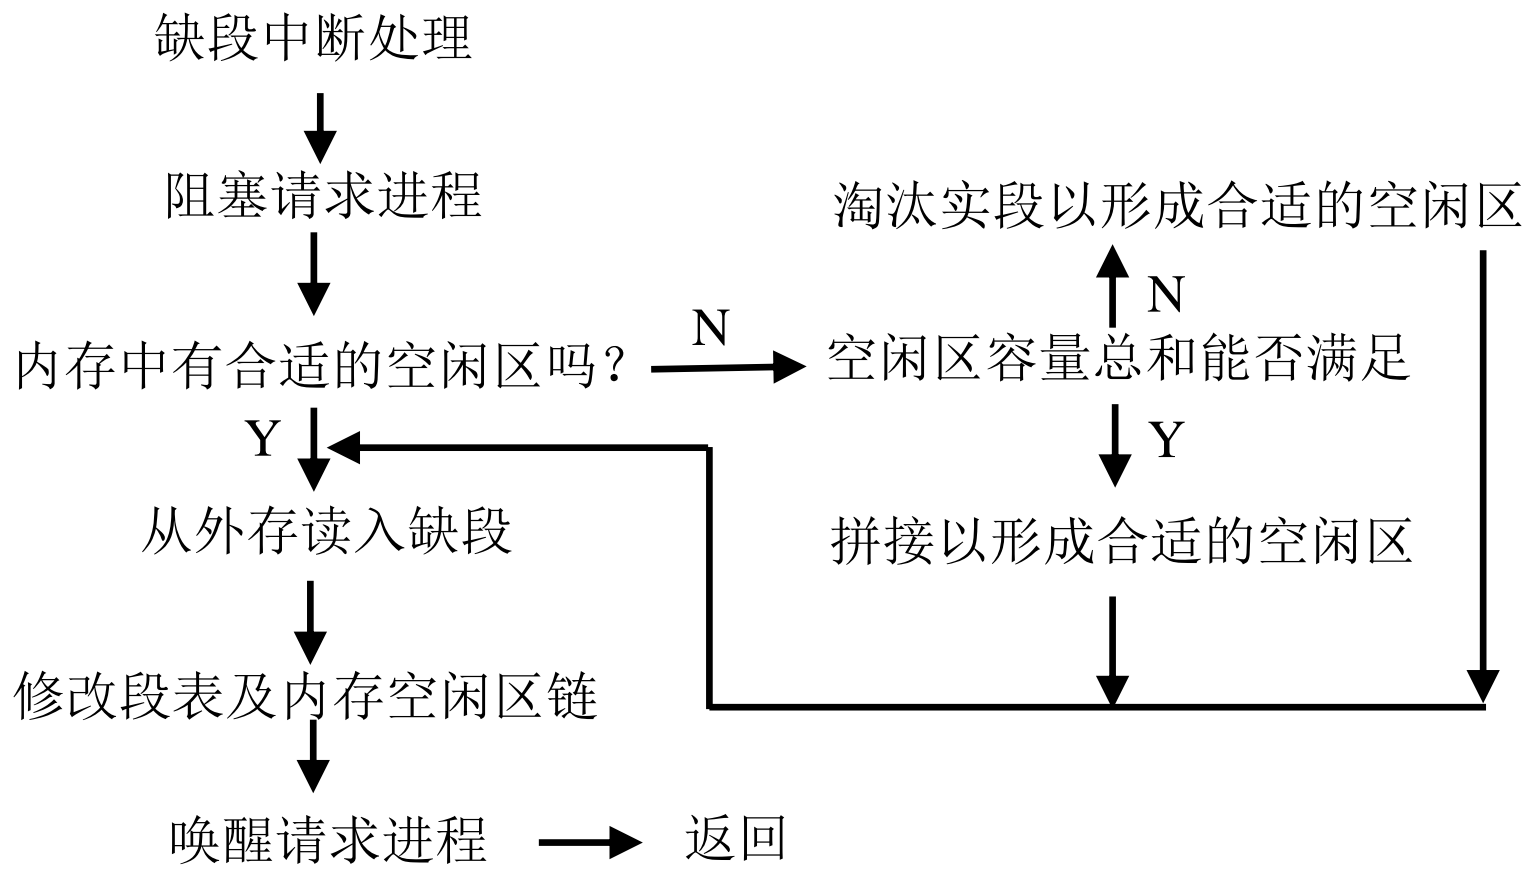 缺段中断处理
阻塞请求进程
淘汰实段以形成合适的空闲区
N
N
内存中有合适的空闲区吗？
空闲区容量总和能否满足
Y
Y
从外存读入缺段
拼接以形成合适的空闲区
修改段表及内存空闲区链
唤醒请求进程
返回